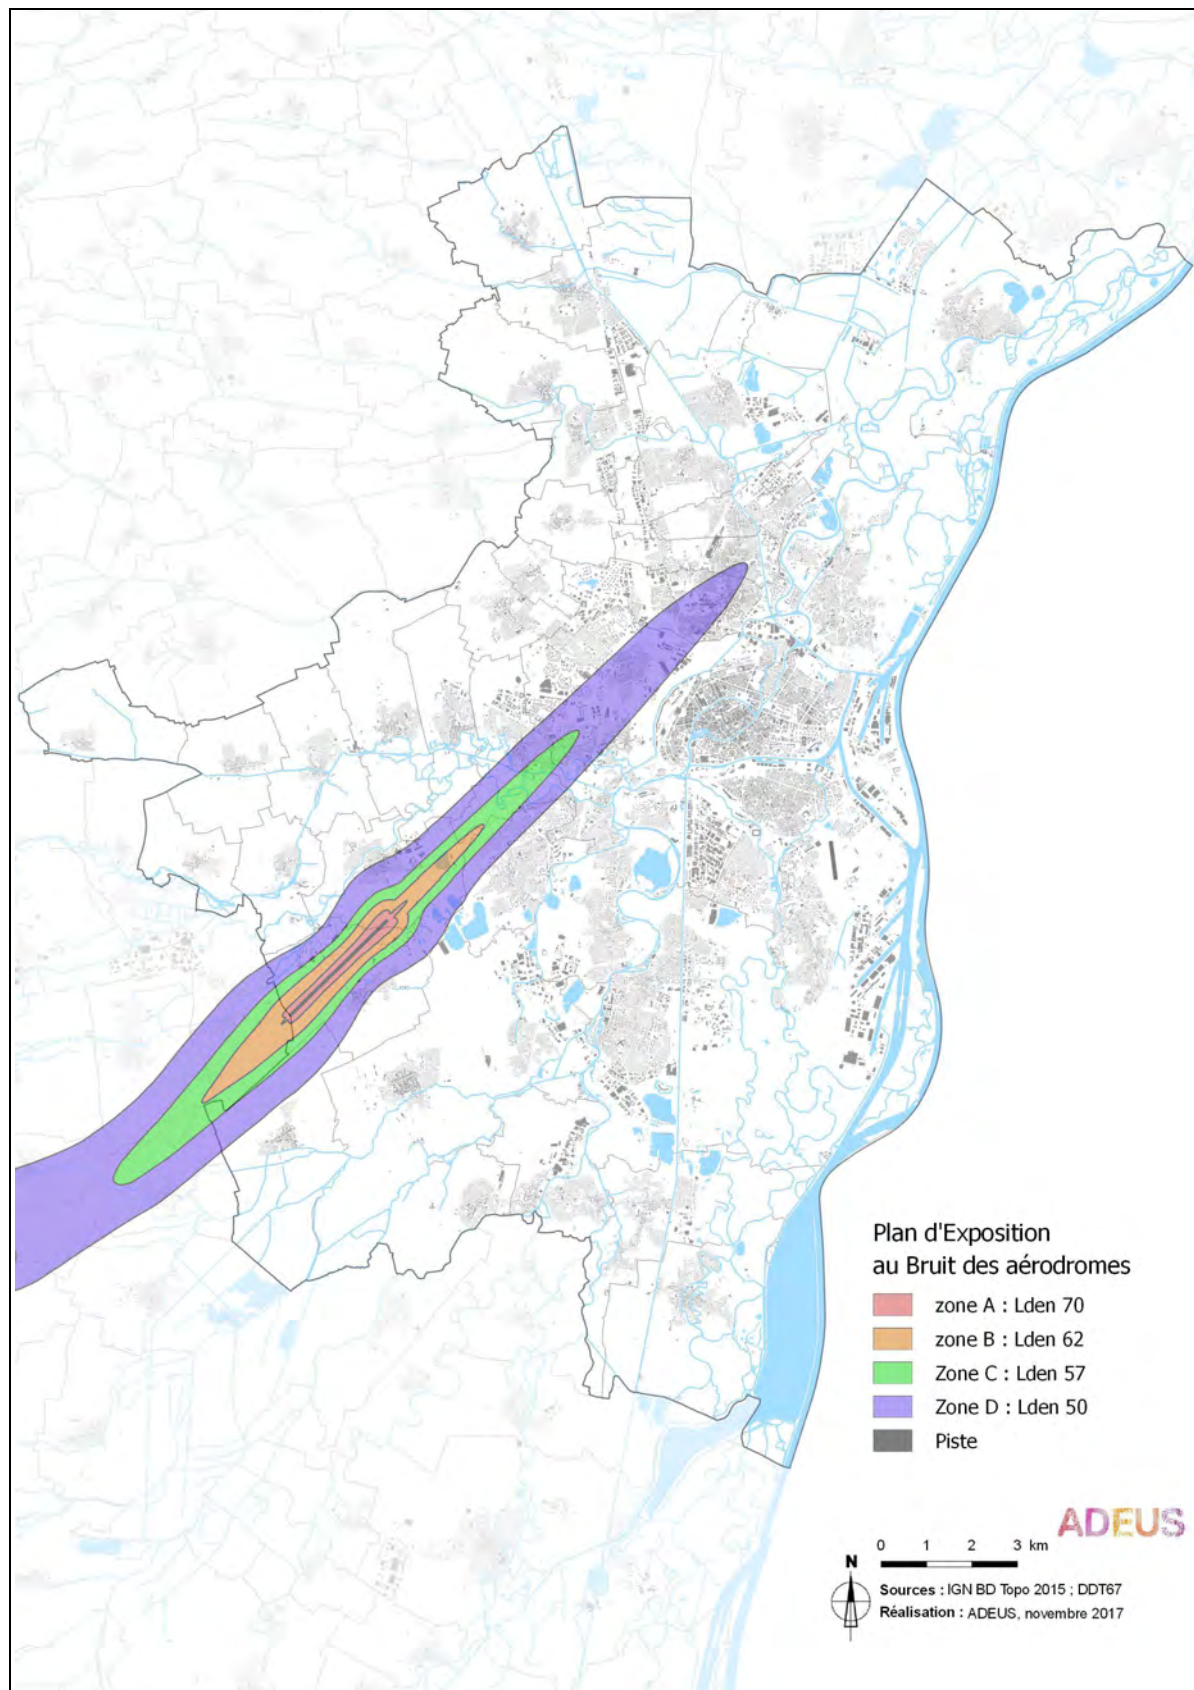 Plan d'Exposition
au Bruit des aérodromes
zone A : Lden 70
zone B : Lden 62
Zone C : Lden 57
Zone D : Lden 50
Piste
ADEUS
0 1 2 3 km
N
Sources : IGN BD Topo 2015 ; DDT67
Réalisation : ADEUS, novembre 2017